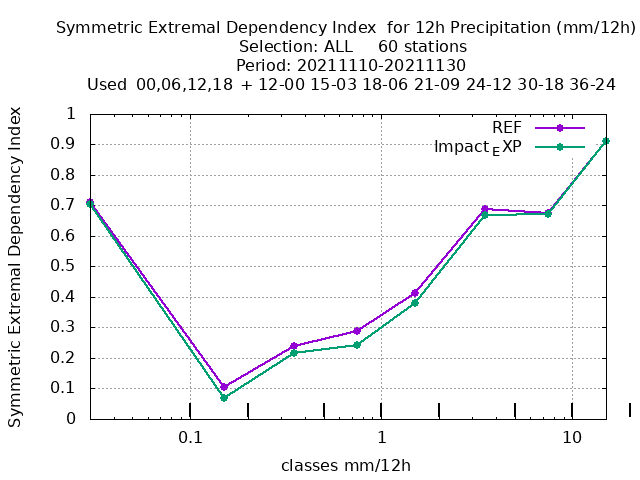 Symmetric Extremal Dependency Index  for 12h Precipitation (mm/12h)
Selection: ALL     60 stations
Period: 20211110-20211130
Used  00,06,12,18  + 12-00 15-03 18-06 21-09 24-12 30-18 36-24
Symmetric Extremal Dependency Index
1
0.9
0.8
0.7
0.6
0.5
0.4
0.3
0.2
0.1
0
REF
Impact_EXP
0.1
1
10
classes mm/12h